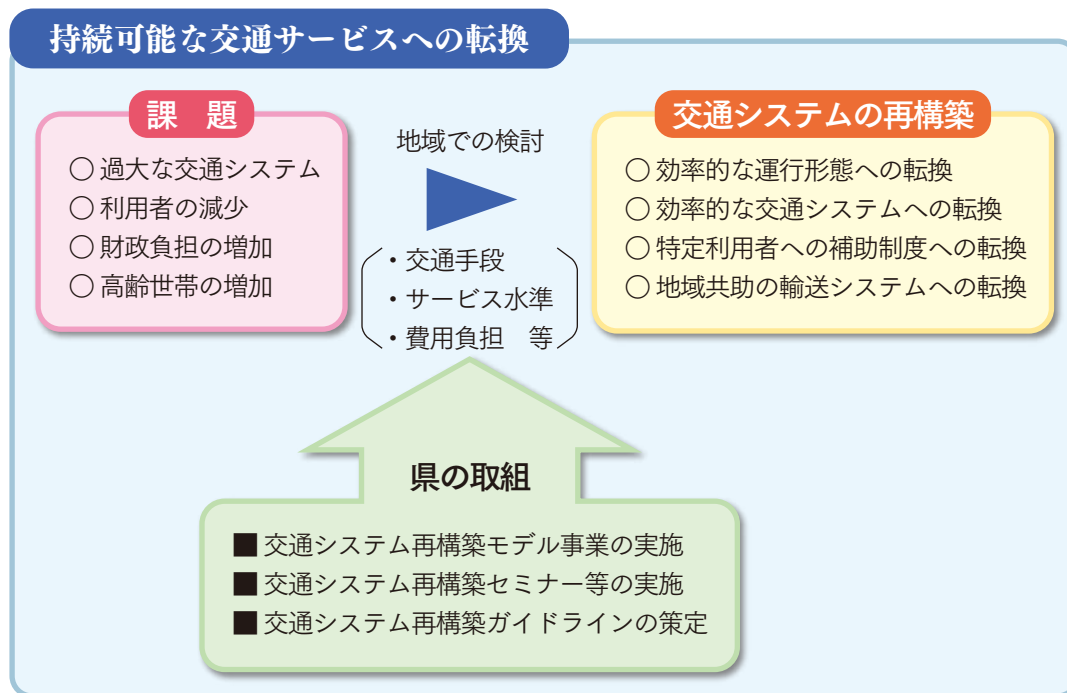 持続可能な交通サービスへの転換
課　題
○ 過大な交通システム
○ 利用者の減少
○ 財政負担の増加
○ 高齢世帯の増加
地域での検討
・交通手段
・サービス水準
・費用負担　等
交通システムの再構築
○ 効率的な運行形態への転換
○ 効率的な交通システムへの転換
○ 特定利用者への補助制度への転換
○ 地域共助の輸送システムへの転換
県の取組
■ 交通システム再構築モデル事業の実施
■ 交通システム再構築セミナー等の実施
■ 交通システム再構築ガイドラインの策定